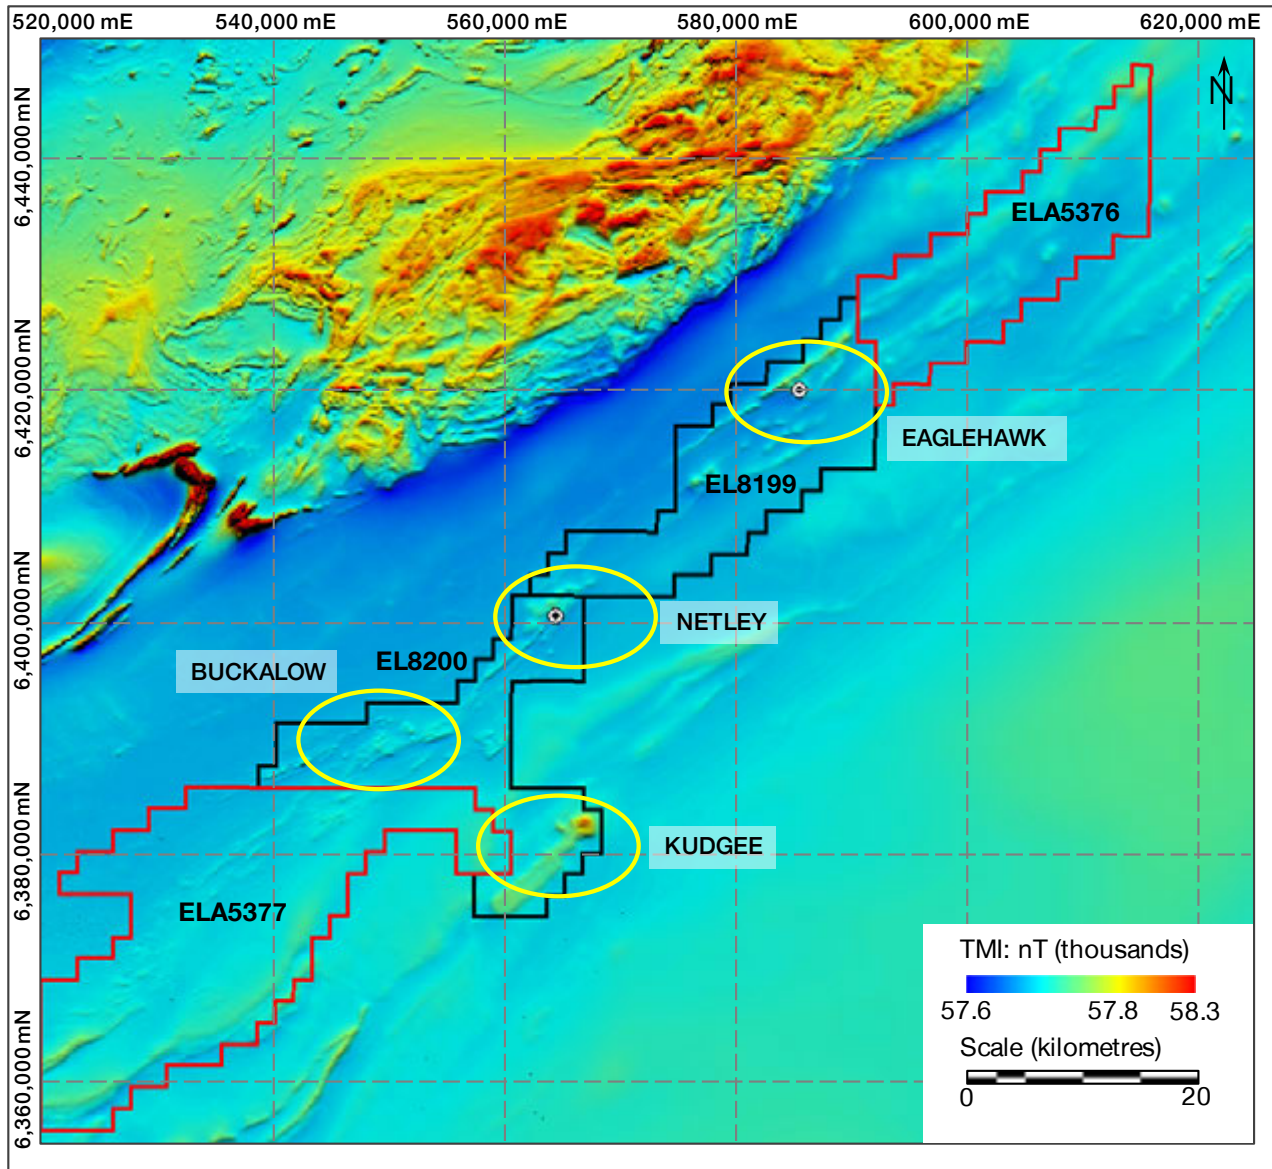 520,000 mE
540,000 mE
560,000 mE
580,000 mE
600,000 mE
620,000 mE
N
6,440,000 mN
ELA5376
6,420,000 mN
EAGLEHAWK
EL8199
6,400,000 mN
NETLEY
EL8200
BUCKALOW
KUDGEE
6,380,000 mN
ELA5377
TMI: nT (thousands)
57.6
57.8
58.3
Scale (kilometres)
0
20
6,360,000 mN